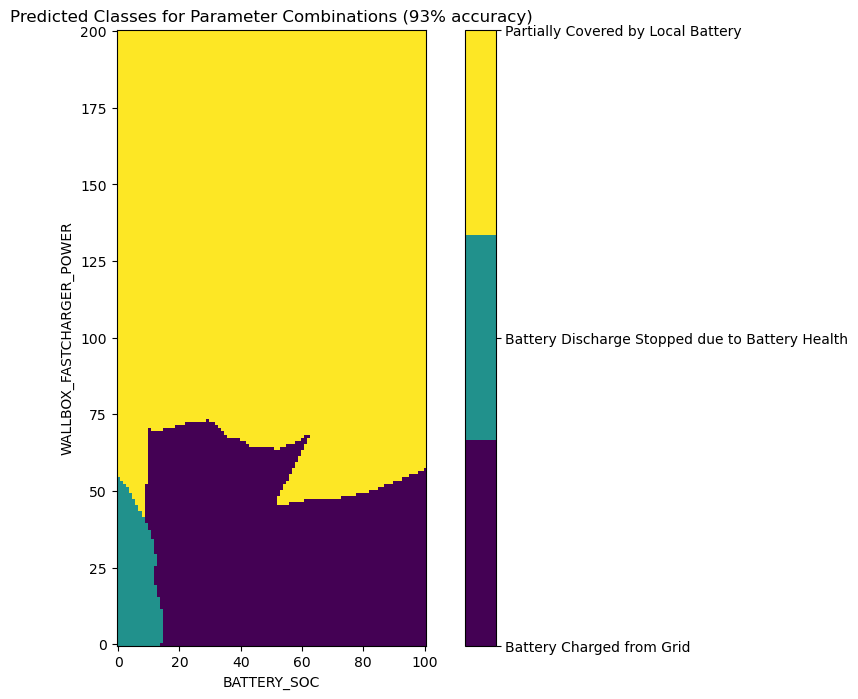 Predicted Classes for Parameter Combinations (93% accuracy)
200
175
150
125
100
75
50
25
0
WALLBOX_FASTCHARGER_POWER
0 20 40 60 80 100
BATTERY_SOC
Partially Covered by Local Battery
Battery Discharge Stopped due to Battery Health
Battery Charged from Grid